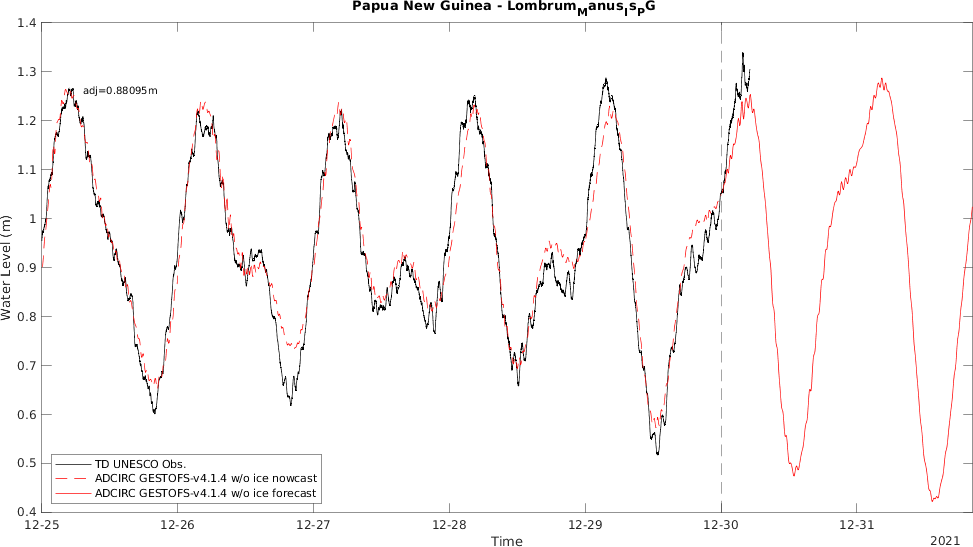 Papua New Guinea - Lombrum_Manus_Is_PG
1.4
1.3
adj=0.88095m
1.2
1.1
1
Water Level (m)
0.9
0.8
0.7
0.6
0.5
0.4
TD UNESCO Obs.
ADCIRC GESTOFS-v4.1.4 w/o ice nowcast
ADCIRC GESTOFS-v4.1.4 w/o ice forecast
12-25 12-26 12-27 12-28 12-29 12-30 12-31
Time
2021